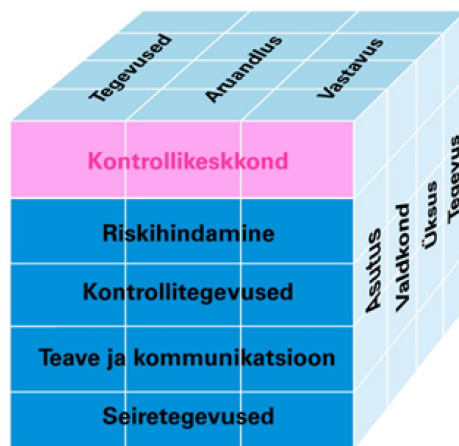 Tegevused
Aruandlus
Vastavus
Kontrollikeskkond
Riskihindamine
Kontrollitegevused
Teave ja kommunikatsioon
Seiretegevused
Asutus
Valdkond
Üksus
Tegevus